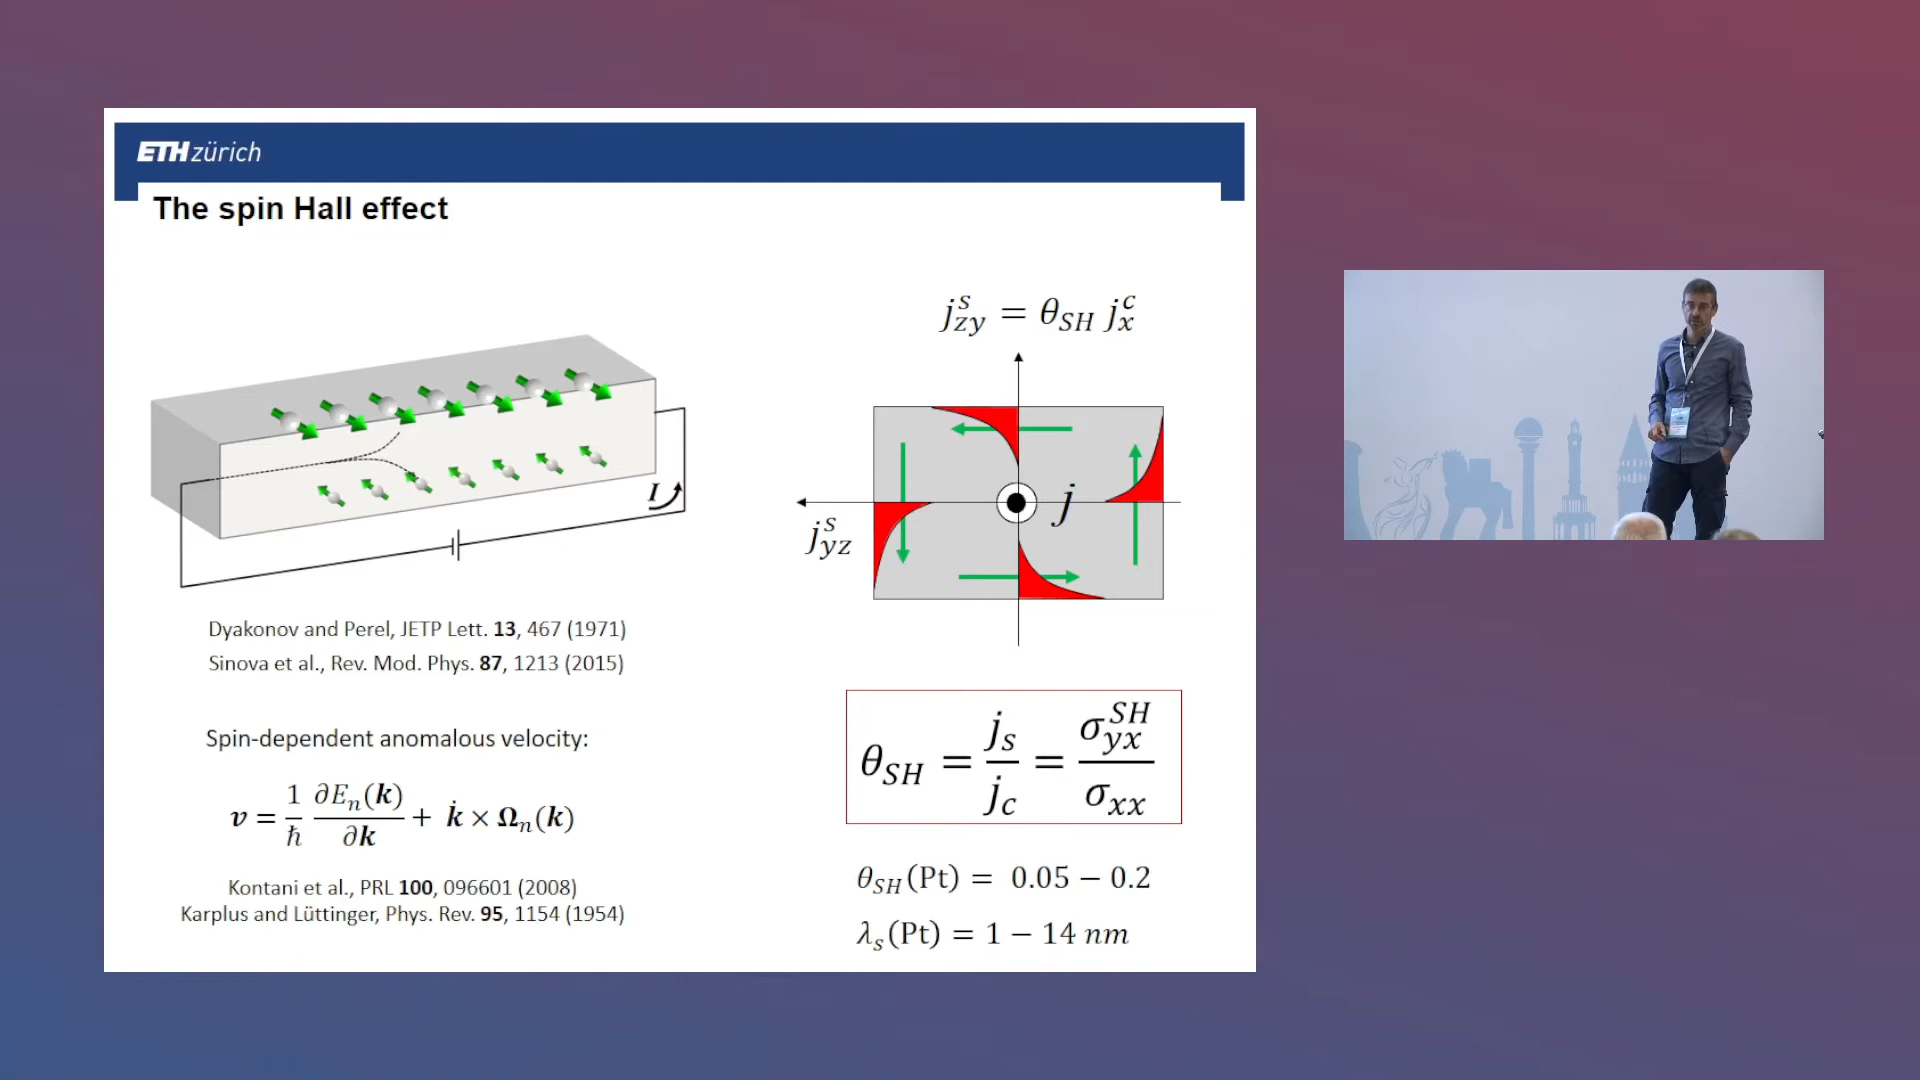 ETH zürich
The spin Hall effect
I
Dyakonov and Perel, JETP Lett. 13, 467 (1971)
Sinova et al., Rev. Mod. Phys. 87, 1213 (2015)
Spin-dependent anomalous velocity:
v = 1/ħ ∂Eₙ(k)/∂k + k̇ × Ωₙ(k)
Kontani et al., PRL 100, 096601 (2008)
Karplus and Lüttinger, Phys. Rev. 95, 1154 (1954)
j^s_zy = θ_SH j^c_x
j
j^s_yz
θ_SH = j_s/j_c = σ^SH_yx/σ_xx
θ_SH(Pt) = 0.05 − 0.2
λ_s(Pt) = 1 − 14 nm